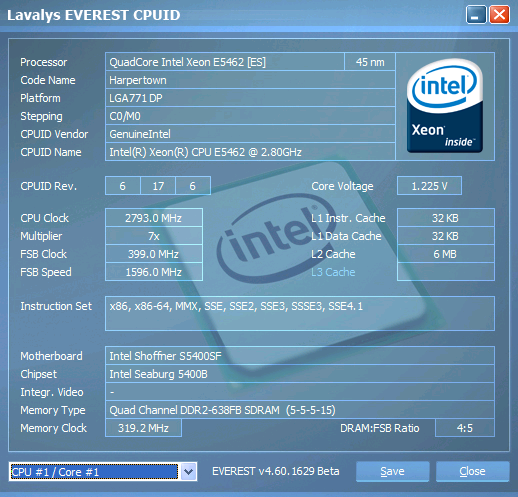 Lavalys EVEREST CPUID
Processor QuadCore Intel Xeon E5462 [ES] 45 nm
Code Name Harpertown
Platform LGA771 DP
Stepping C0/M0
CPUID Vendor GenuineIntel
CPUID Name Intel(R) Xeon(R) CPU E5462 @ 2.80GHz
intel
Xeon
inside™
CPUID Rev. 6 17 6 Core Voltage 1.225 V
CPU Clock 2793.0 MHz L1 Instr. Cache 32 KB
Multiplier 7x L1 Data Cache 32 KB
FSB Clock 399.0 MHz L2 Cache 6 MB
FSB Speed 1596.0 MHz L3 Cache
intel
Instruction Set x86, x86-64, MMX, SSE, SSE2, SSE3, SSSE3, SSE4.1
Motherboard Intel Shoffner S5400SF
Chipset Intel Seaburg 5400B
Integr. Video -
Memory Type Quad Channel DDR2-638FB SDRAM (5-5-5-15)
Memory Clock 319.2 MHz DRAM:FSB Ratio 4:5
CPU #1 / Core #1 EVEREST v4.60.1629 Beta Save Close